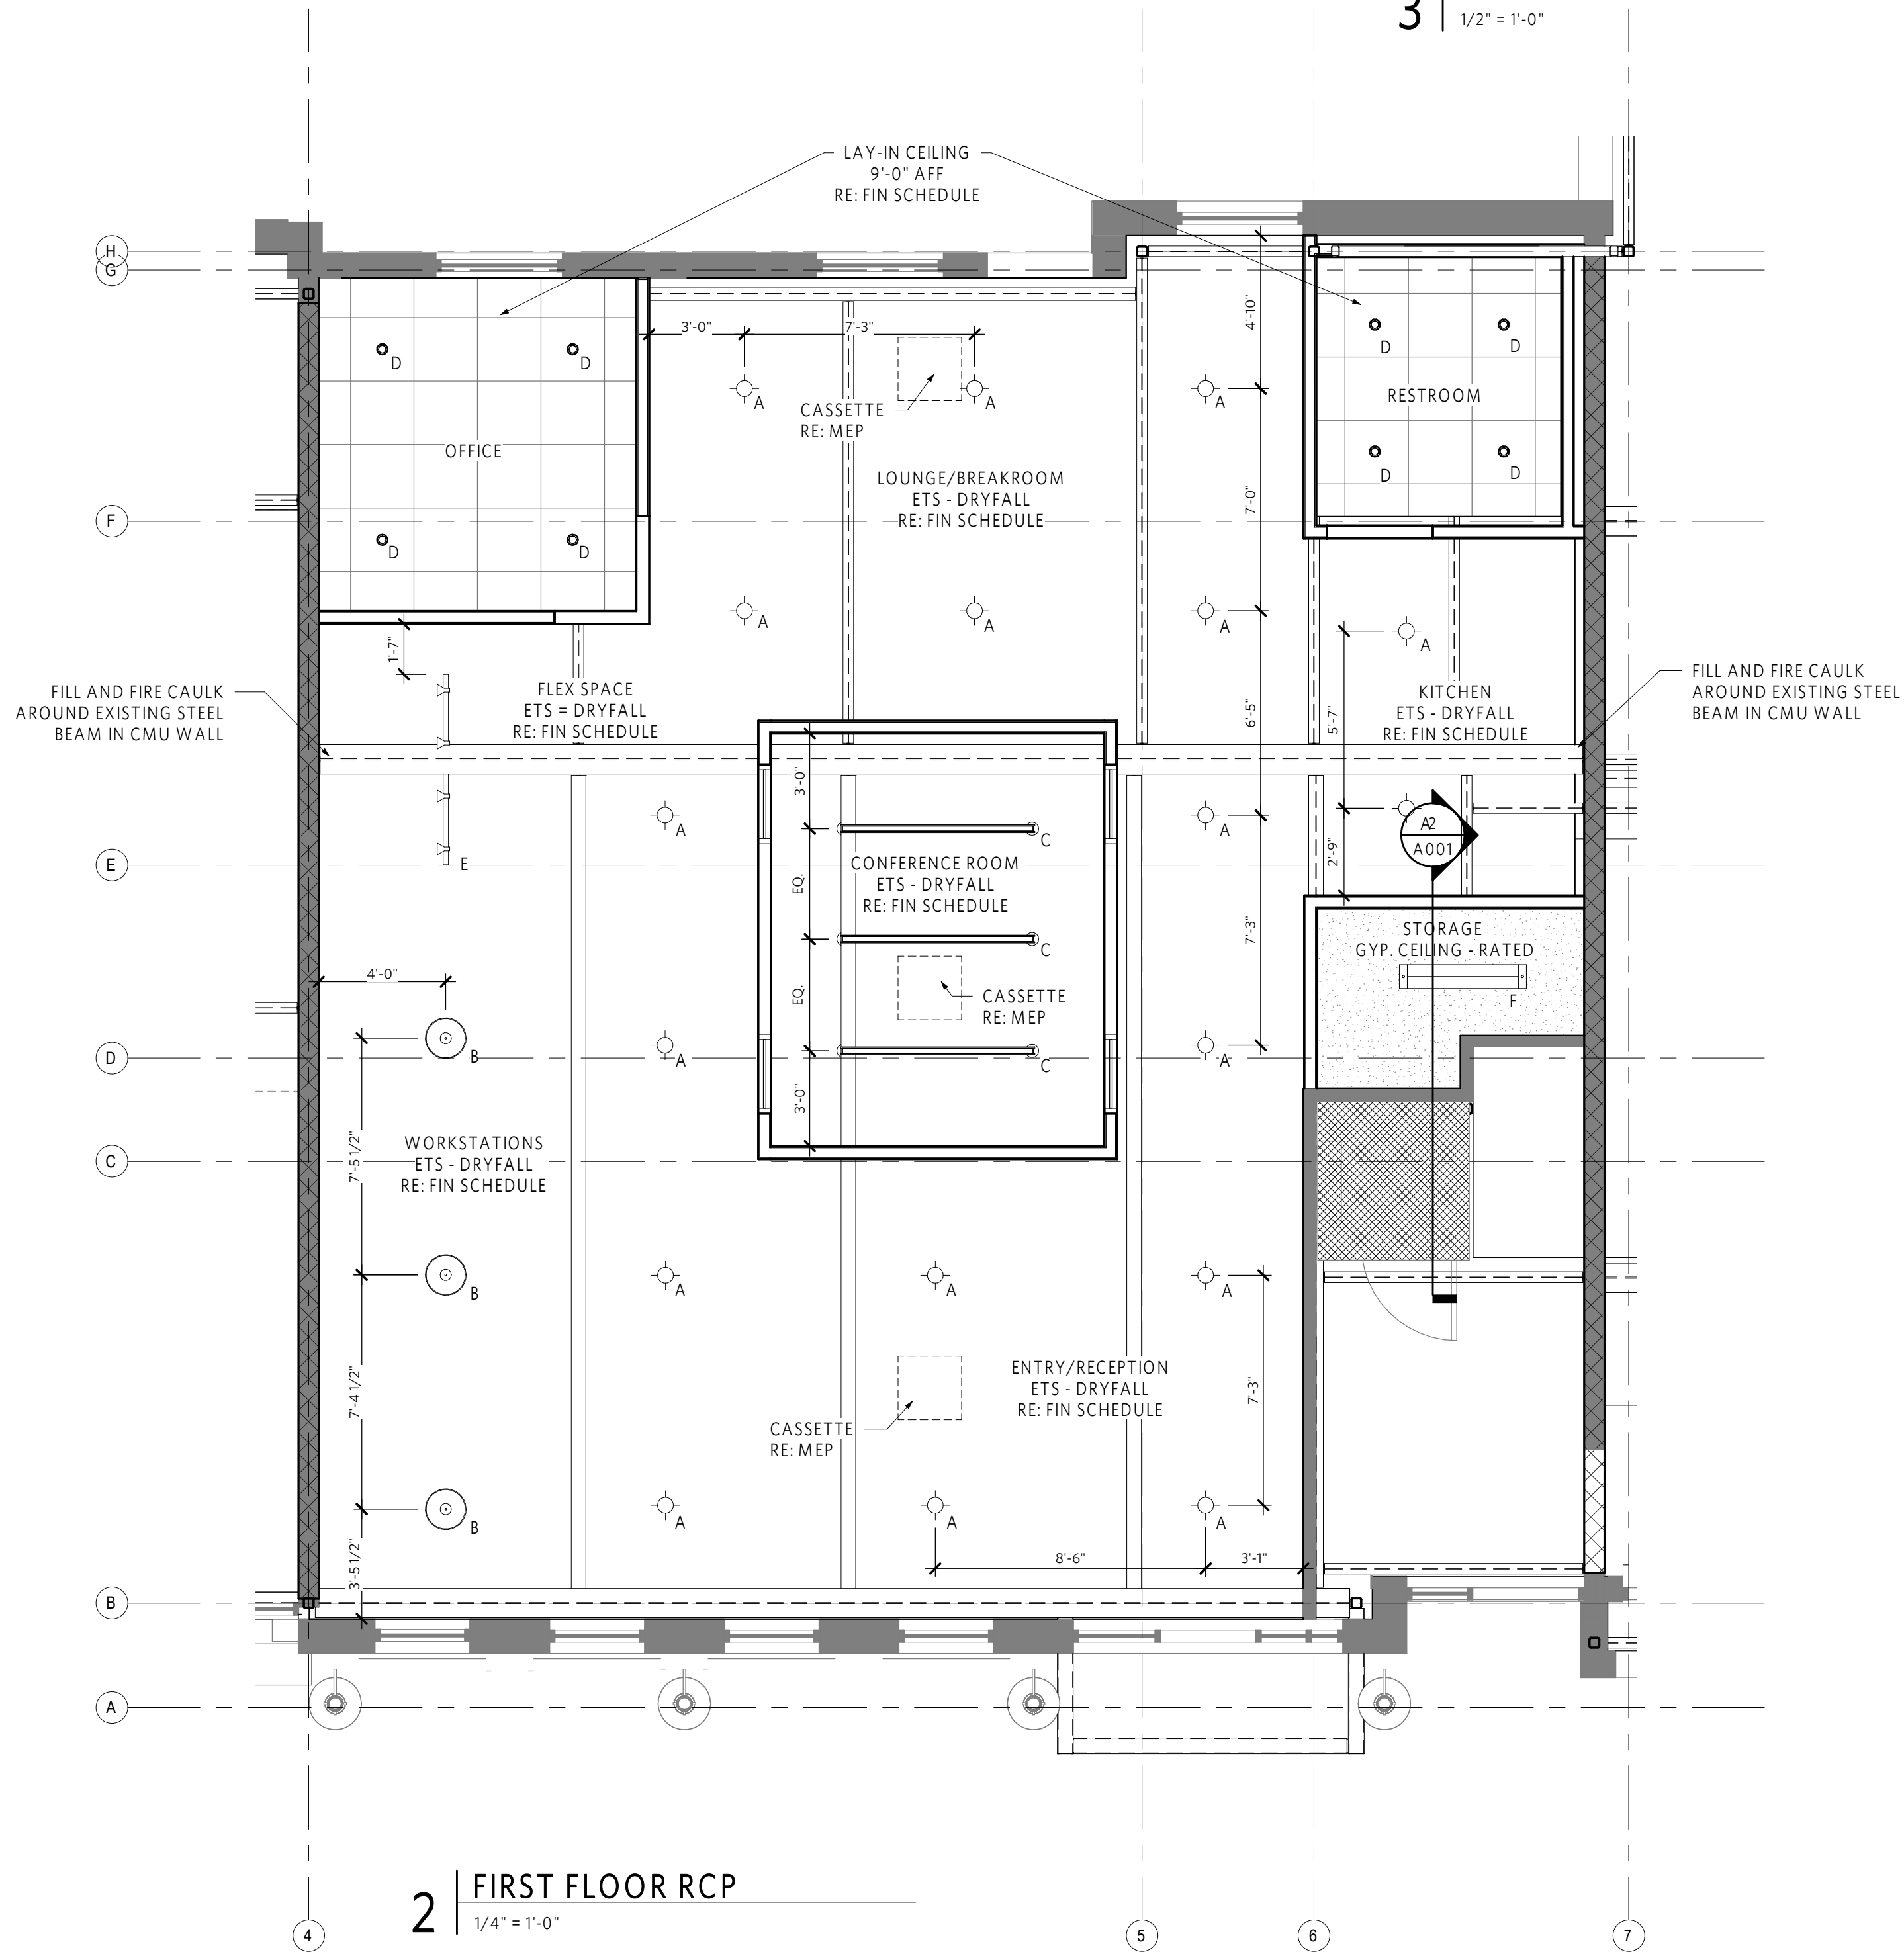 3
1/2" = 1'-0"
LAY-IN CEILING
9'-0" AFF
RE: FIN SCHEDULE
H
G
3'-0"
7'-3"
4'-10"
D
D
D
D
A
A
A
CASSETTE
RE: MEP
RESTROOM
OFFICE
D
D
LOUNGE/BREAKROOM
ETS - DRYFALL
RE: FIN SCHEDULE
7'-0"
F
D
D
A
A
A
A
1'-7"
FILL AND FIRE CAULK
AROUND EXISTING STEEL
BEAM IN CMU WALL
FLEX SPACE
ETS = DRYFALL
RE: FIN SCHEDULE
6'-5"
5'-7"
KITCHEN
ETS - DRYFALL
RE: FIN SCHEDULE
FILL AND FIRE CAULK
AROUND EXISTING STEEL
BEAM IN CMU WALL
3'-0"
A
C
A
A2
A001
2'-9"
E
E
EQ.
CONFERENCE ROOM
ETS - DRYFALL
RE: FIN SCHEDULE
7'-3"
STORAGE
GYP. CEILING - RATED
C
4'-0"
EQ.
CASSETTE
RE: MEP
F
D
B
A
C
A
3'-0"
7'-5 1/2"
C
WORKSTATIONS
ETS - DRYFALL
RE: FIN SCHEDULE
B
A
A
A
7'-4 1/2"
ENTRY/RECEPTION
ETS - DRYFALL
RE: FIN SCHEDULE
7'-3"
CASSETTE
RE: MEP
B
A
A
A
3'-5 1/2"
8'-6"
3'-1"
B
A
2
FIRST FLOOR RCP
1/4" = 1'-0"
4
5
6
7